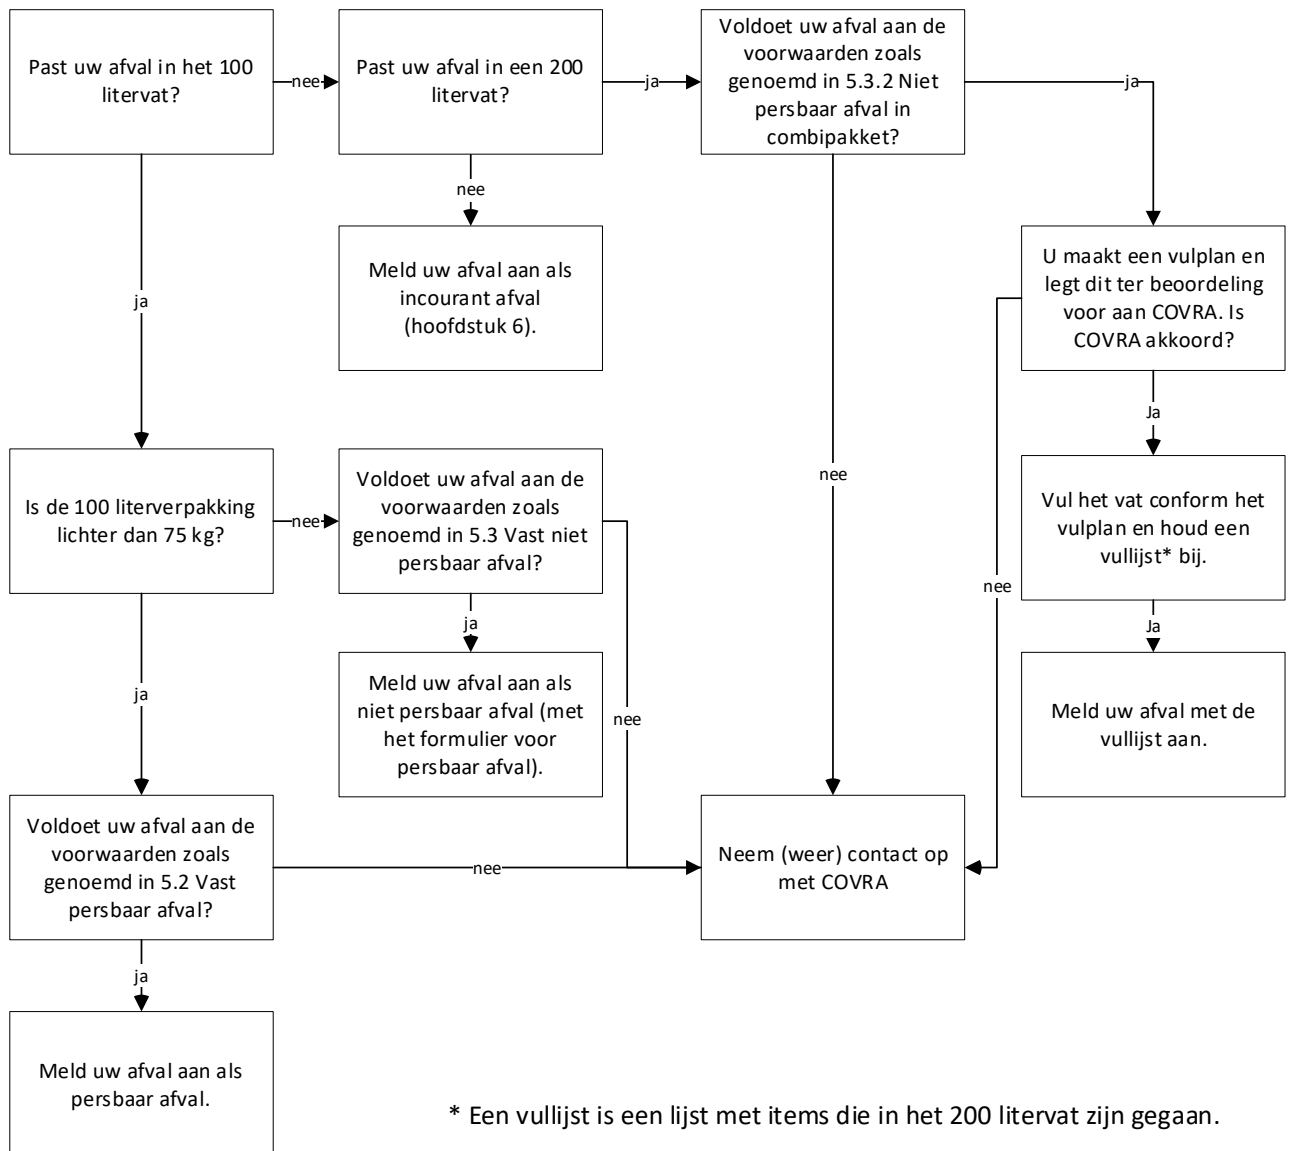 Past uw afval in het 100
litervat?
nee
Past uw afval in een 200
litervat?
ja
Voldoet uw afval aan de
voorwaarden zoals
genoemd in 5.3.2 Niet
persbaar afval in
combipakket?
ja
nee
Meld uw afval aan als
incourant afval
(hoofdstuk 6).
ja
U maakt een vulplan en
legt dit ter beoordeling
voor aan COVRA. Is
COVRA akkoord?
Ja
nee
Is de 100 literverpakking
lichter dan 75 kg?
nee
Voldoet uw afval aan de
voorwaarden zoals
genoemd in 5.3 Vast niet
persbaar afval?
nee
Vul het vat conform het
vulplan en houd een
vullijst* bij.
ja
Ja
ja
Meld uw afval aan als
niet persbaar afval (met
het formulier voor
persbaar afval).
nee
Meld uw afval met de
vullijst aan.
Voldoet uw afval aan de
voorwaarden zoals
genoemd in 5.2 Vast
persbaar afval?
nee
Neem (weer) contact op
met COVRA
ja
Meld uw afval aan als
persbaar afval.
* Een vullijst is een lijst met items die in het 200 litervat zijn gegaan.